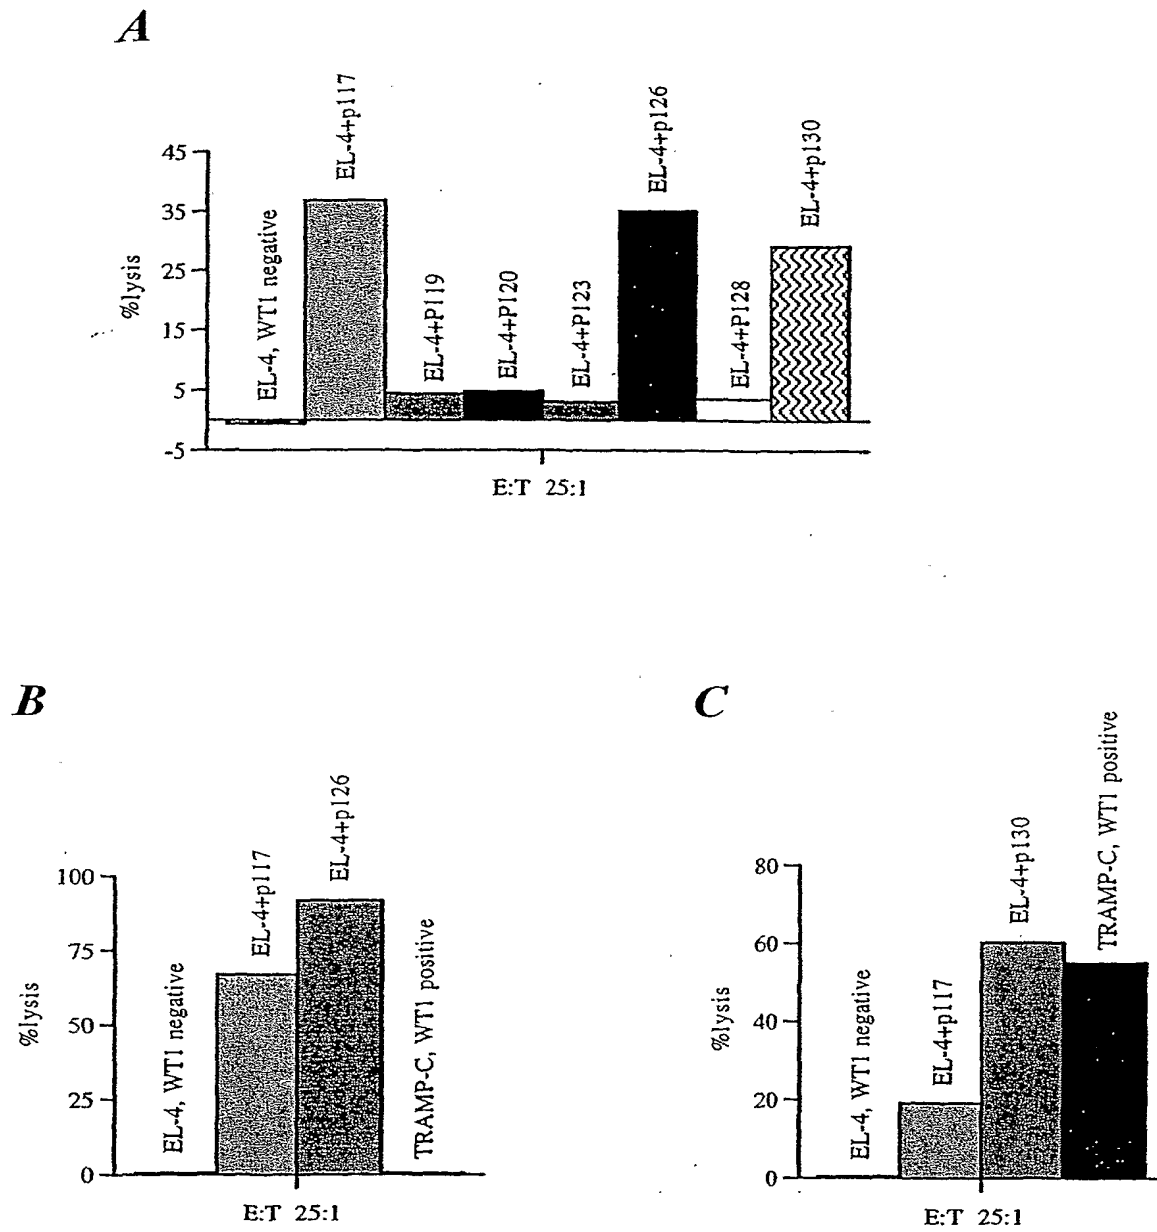 A
EL-4, WT1 negative
EL-4+p117
EL-4+P119
EL-4+P120
EL-4+P123
EL-4+p126
EL-4+P128
EL-4+p130
%lysis
45
35
25
15
5
-5
E:T 25:1
B
EL-4, WT1 negative
EL-4+p117
EL-4+p126
TRAMP-C, WT1 positive
%lysis
100
75
50
25
0
E:T 25:1
C
EL-4, WT1 negative
EL-4+p117
EL-4+p130
TRAMP-C, WT1 positive
%lysis
80
60
40
20
0
E:T 25:1